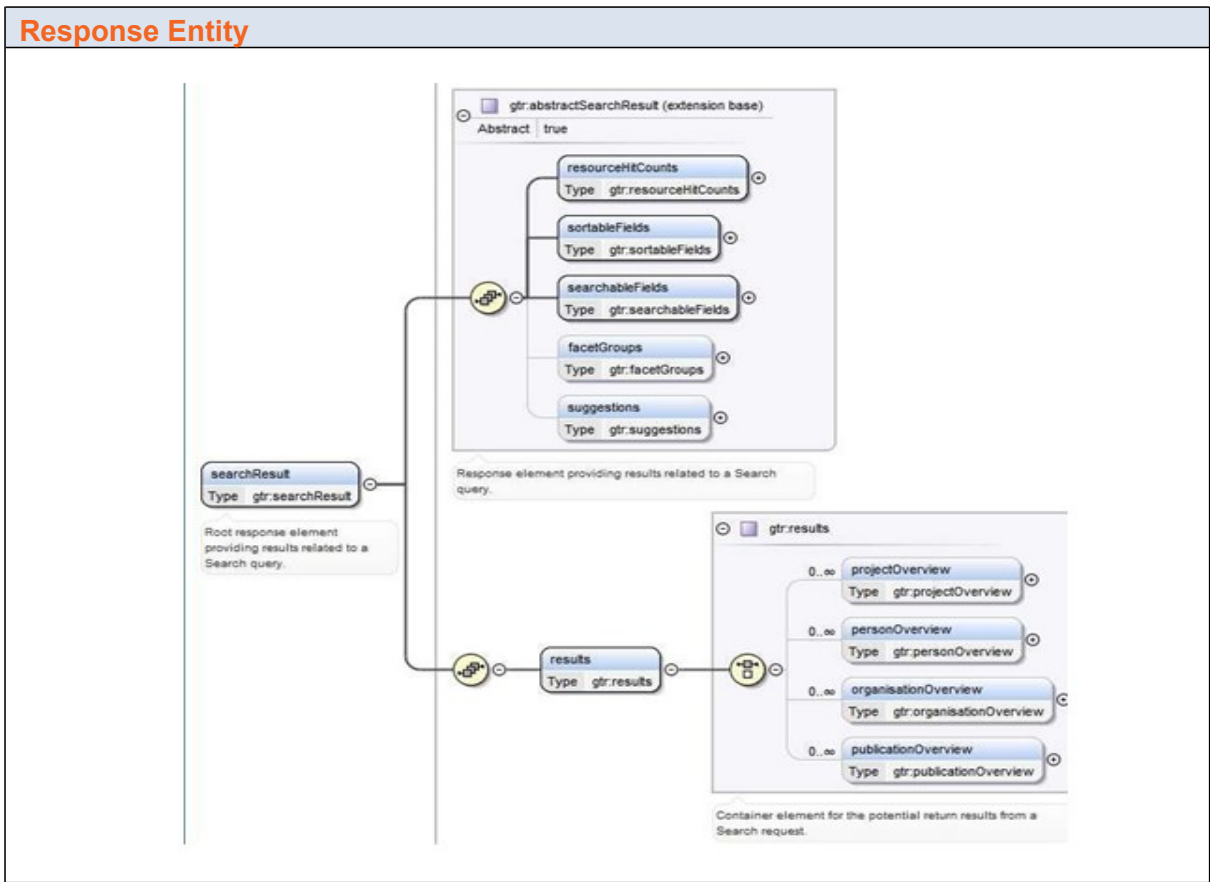 Response Entity
gtr:abstractSearchResult (extension base)
Abstract true
resourceHitCounts
Type gtr:resourceHitCounts
sortableFields
Type gtr:sortableFields
searchableFields
Type gtr:searchableFields
facetGroups
Type gtr:facetGroups
suggestions
Type gtr:suggestions
Response element providing results related to a Search
query.
searchResult
Type gtr:searchResult
Root response element
providing results related to a
Search query.
gtr:results
0..∞ projectOverview
Type gtr:projectOverview
0..∞ personOverview
Type gtr:personOverview
results
Type gtr:results
0..∞ organisationOverview
Type gtr:organisationOverview
0..∞ publicationOverview
Type gtr:publicationOverview
Container element for the potential return results from a
Search request.